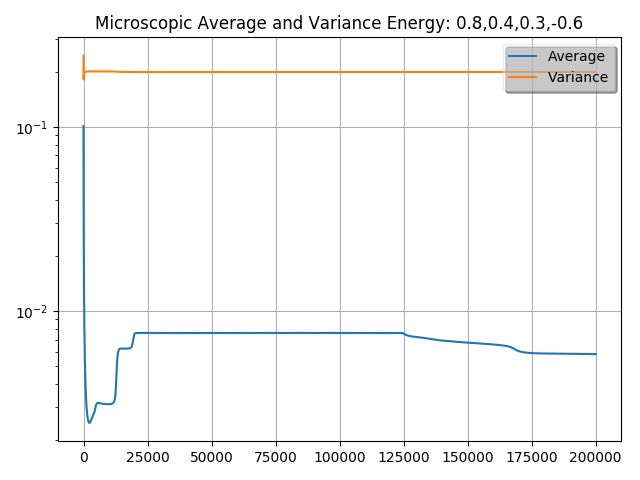 Microscopic Average and Variance Energy: 0.8,0.4,0.3,-0.6
Average
Variance
10⁻¹
10⁻²
0 25000 50000 75000 100000 125000 150000 175000 200000